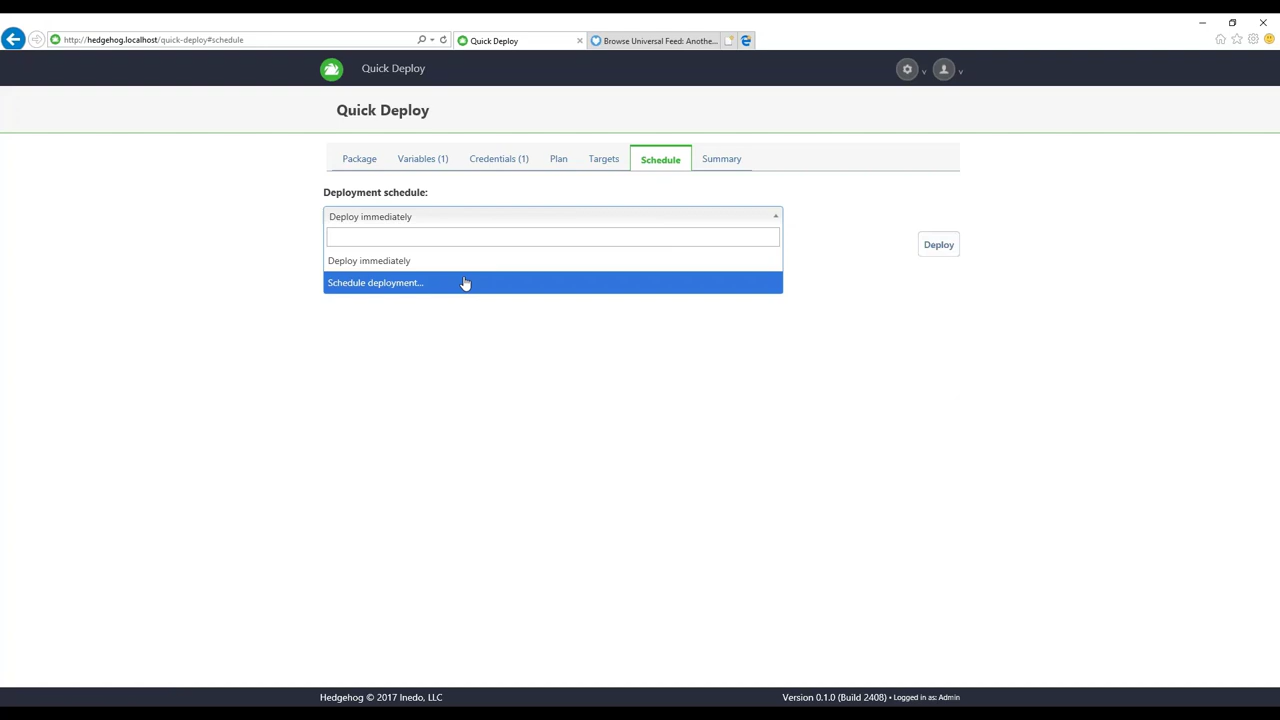 http://hedgehog.localhost/quick-deploy#schedule
Quick Deploy
Browse Universal Feed: Anothe...
Quick Deploy
Quick Deploy
Package
Variables (1)
Credentials (1)
Plan
Targets
Schedule
Summary
Deployment schedule:
Deploy immediately
Deploy
Deploy immediately
Schedule deployment...
Hedgehog © 2017 Inedo, LLC
Version 0.1.0 (Build 2408) • Logged in as: Admin